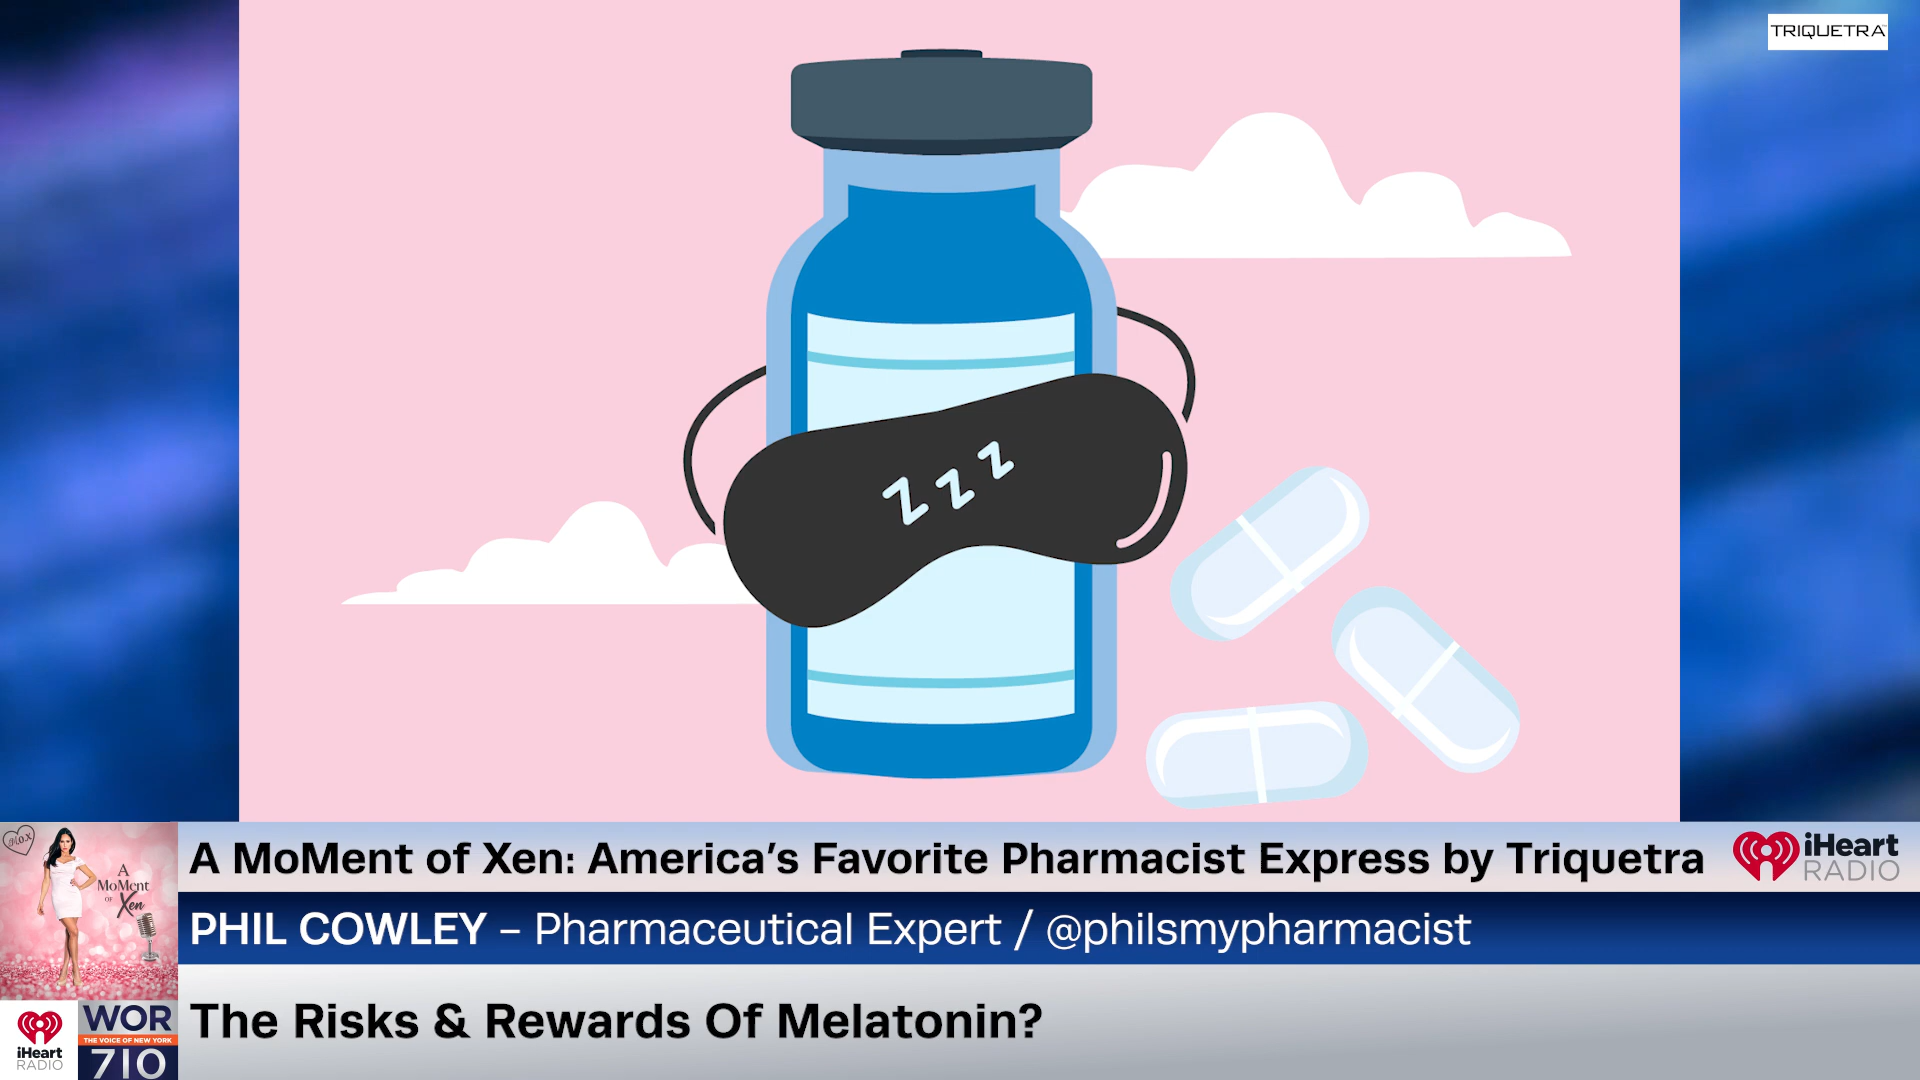 TRIQUETRA
Z Z Z
A MoMent of Xen: America's Favorite Pharmacist Express by Triquetra
iHeart
RADIO
PHIL COWLEY – Pharmaceutical Expert / @philsmypharmacist
The Risks & Rewards Of Melatonin?
M.O.X
A
MoMent
OF Xen
iHeart
RADIO
WOR
THE VOICE OF NEW YORK
710